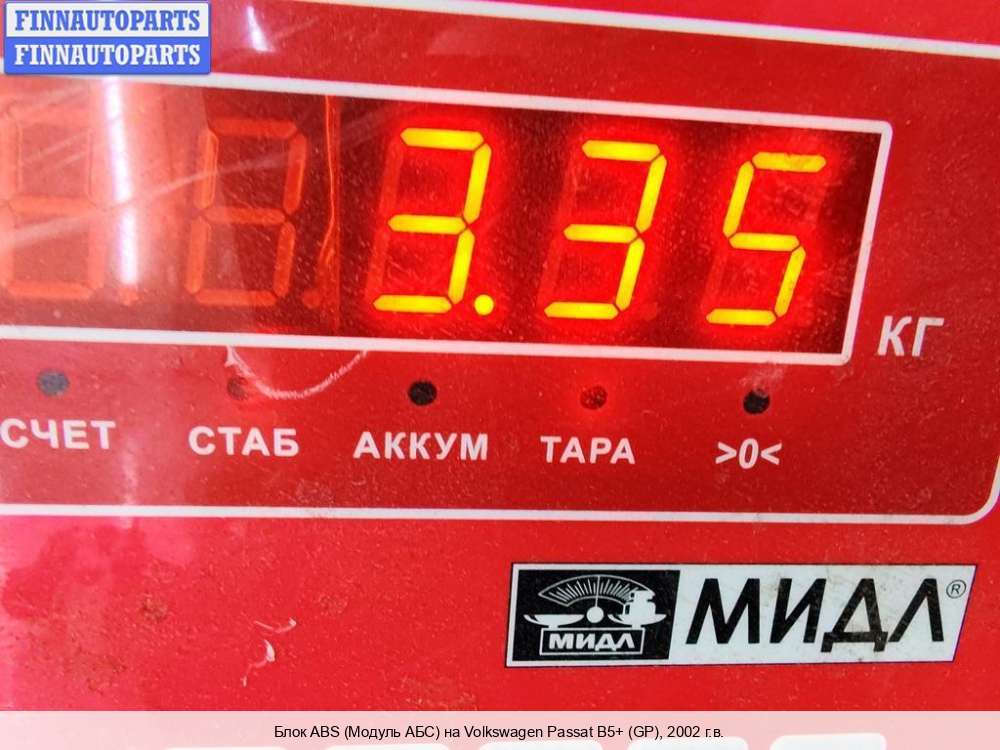 FINNAUTOPARTS
FINNAUTOPARTS
3.35
КГ
СЧЕТ СТАБ АККУМ ТАРА >0<
МИДЛ МИДЛ®
Блок ABS (Модуль АБС) на Volkswagen Passat B5+ (GP), 2002 г.в.